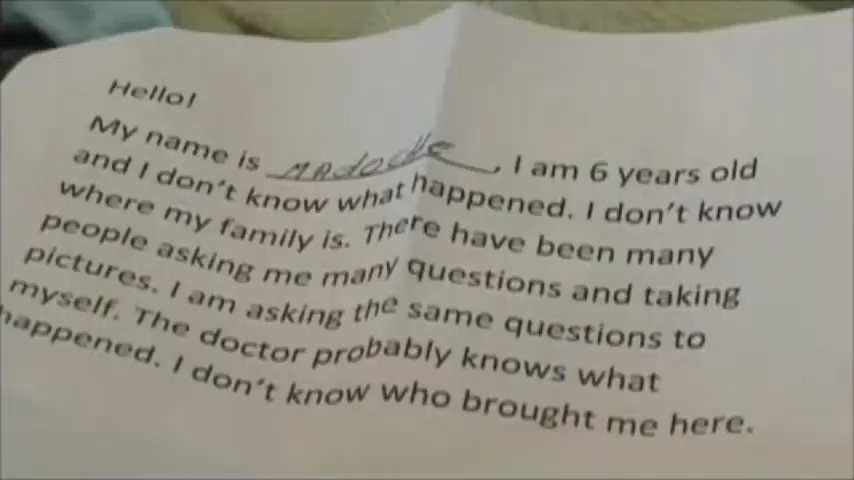 Hello!
My name is madoche, I am 6 years old
and I don't know what happened. I don't know
where my family is. There have been many
people asking me many questions and taking
pictures. I am asking the same questions to
myself. The doctor probably knows what
happened. I don't know who brought me here.